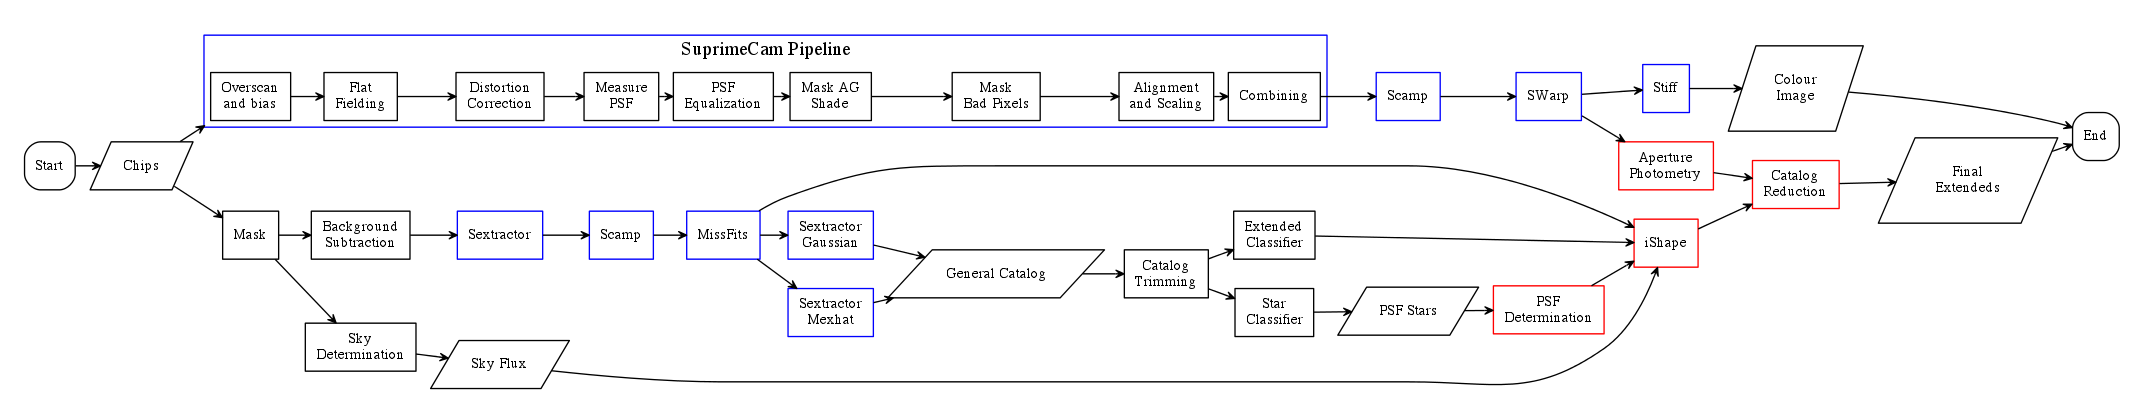 SuprimeCam Pipeline
Overscan
and bias
Flat
Fielding
Distortion
Correction
Measure
PSF
PSF
Equalization
Mask AG
Shade
Mask
Bad Pixels
Alignment
and Scaling
Combining
Scamp
SWarp
Stiff
Colour
Image
End
Start
Chips
Aperture
Photometry
Catalog
Reduction
Final
Extendeds
Mask
Background
Subtraction
Sextractor
Scamp
MissFits
Sextractor
Gaussian
Extended
Classifier
iShape
General Catalog
Catalog
Trimming
Sextractor
Mexhat
Star
Classifier
PSF Stars
PSF
Determination
Sky
Determination
Sky Flux